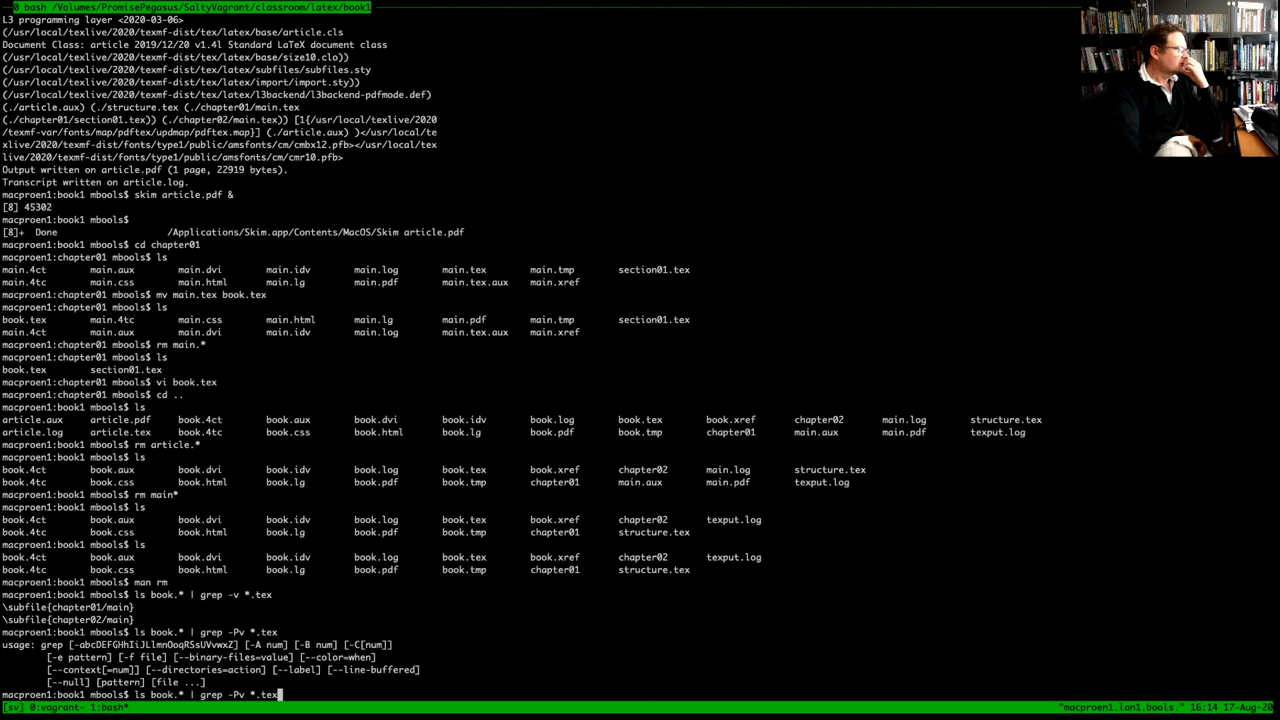 0 bash /Volumes/PromisePegasus/SaltyVagrant/classroom/latex/book1
L3 programming layer <2020-03-06>
(/usr/local/texlive/2020/texmf-dist/tex/latex/base/article.cls
Document Class: article 2019/12/20 v1.4l Standard LaTeX document class
(/usr/local/texlive/2020/texmf-dist/tex/latex/base/size10.clo))
(/usr/local/texlive/2020/texmf-dist/tex/latex/subfiles/subfiles.sty
(/usr/local/texlive/2020/texmf-dist/tex/latex/import/import.sty))
(/usr/local/texlive/2020/texmf-dist/tex/latex/l3backend/l3backend-pdfmode.def)
(./article.aux) (./structure.tex (./chapter01/main.tex
(./chapter01/section01.tex)) (./chapter02/main.tex)) [1{/usr/local/texlive/2020
/texmf-var/fonts/map/pdftex/updmap/pdftex.map}] (./article.aux) )</usr/local/te
xlive/2020/texmf-dist/fonts/type1/public/amsfonts/cm/cmbx12.pfb></usr/local/tex
live/2020/texmf-dist/fonts/type1/public/amsfonts/cm/cmr10.pfb>
Output written on article.pdf (1 page, 22919 bytes).
Transcript written on article.log.
macproen1:book1 mbools$ skim article.pdf &
[8] 45302
macproen1:book1 mbools$
[8]+  Done                    /Applications/Skim.app/Contents/MacOS/Skim article.pdf
macproen1:book1 mbools$ cd chapter01
macproen1:chapter01 mbools$ ls
main.4ct main.aux main.dvi main.idv main.log main.tex main.tmp section01.tex
main.4tc main.css main.html main.lg main.pdf main.tex.aux main.xref
macproen1:chapter01 mbools$ mv main.tex book.tex
macproen1:chapter01 mbools$ ls
book.tex main.4tc main.css main.html main.lg main.pdf main.tmp section01.tex
main.4ct main.aux main.dvi main.idv main.log main.tex.aux main.xref
macproen1:chapter01 mbools$ rm main.*
macproen1:chapter01 mbools$ ls
book.tex section01.tex
macproen1:chapter01 mbools$ vi book.tex
macproen1:chapter01 mbools$ cd ..
macproen1:book1 mbools$ ls
article.aux article.pdf book.4ct book.aux book.dvi book.idv book.log book.tex book.xref chapter02 main.log structure.tex
article.log article.tex book.4tc book.css book.html book.lg book.pdf book.tmp chapter01 main.aux main.pdf texput.log
macproen1:book1 mbools$ rm article.*
macproen1:book1 mbools$ ls
book.4ct book.aux book.dvi book.idv book.log book.tex book.xref chapter02 main.log structure.tex
book.4tc book.css book.html book.lg book.pdf book.tmp chapter01 main.aux main.pdf texput.log
macproen1:book1 mbools$ rm main*
macproen1:book1 mbools$ ls
book.4ct book.aux book.dvi book.idv book.log book.tex book.xref chapter02 texput.log
book.4tc book.css book.html book.lg book.pdf book.tmp chapter01 structure.tex
macproen1:book1 mbools$ ls
book.4ct book.aux book.dvi book.idv book.log book.tex book.xref chapter02 texput.log
book.4tc book.css book.html book.lg book.pdf book.tmp chapter01 structure.tex
macproen1:book1 mbools$ man rm
macproen1:book1 mbools$ ls book.* | grep -v *.tex
\subfile{chapter01/main}
\subfile{chapter02/main}
macproen1:book1 mbools$ ls book.* | grep -Pv *.tex
usage: grep [-abcDEFGHhIiJLlmnOoqRSsUVvwxZ] [-A num] [-B num] [-C[num]]
[-e pattern] [-f file] [--binary-files=value] [--color=when]
[--context[=num]] [--directories=action] [--label] [--line-buffered]
[--null] [pattern] [file ...]
macproen1:book1 mbools$ ls book.* | grep -Pv *.tex
[sv] 0:vagrant- 1:bash* "macproen1.lan1.bools." 16:14 17-Aug-20